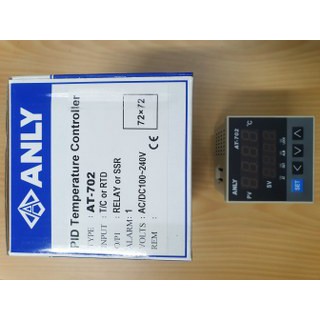 ANLY
PID Temperature Controller
TYPE : AT-702
INPUT : T/C or RTD
O/P1 : RELAY or SSR
ALARM: 1
VOLTS : AC/DC100~240V
REM :
72×72
CE
AT-702
°C
PV
SV
ANLY
SET